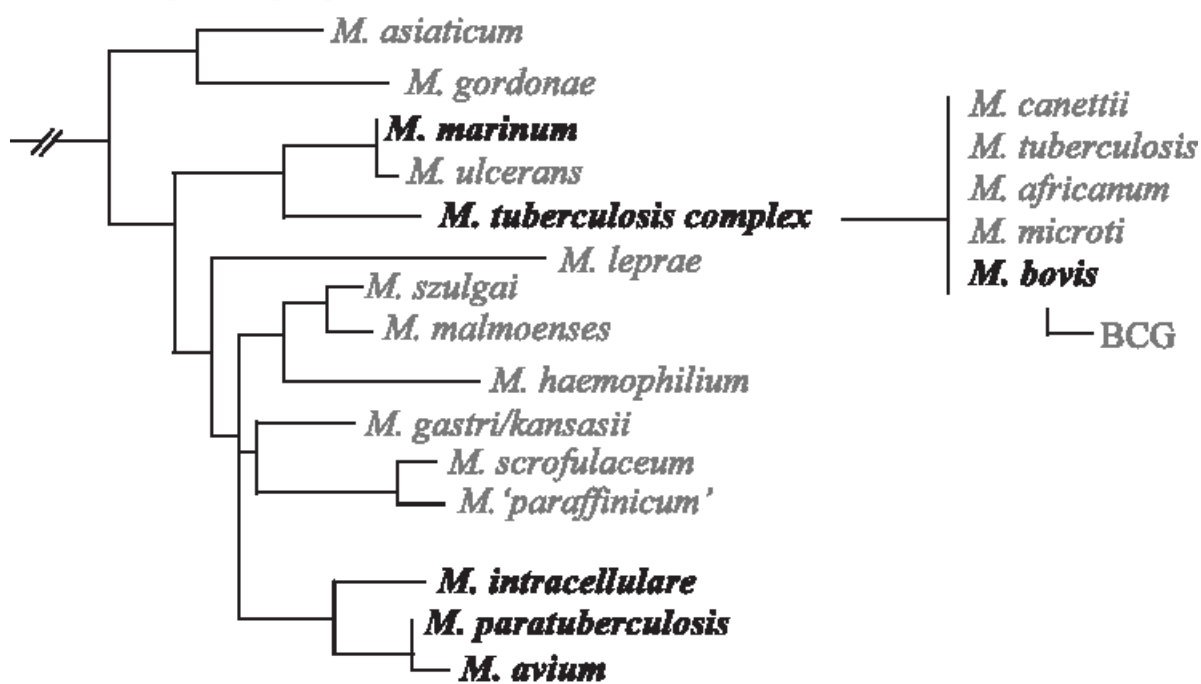 M. asiaticum
M. gordonae
M. marinum
M. ulcerans
M. tuberculosis complex
M. leprae
M. szulgai
M. malmoenses
M. haemophilium
M. gastri/kansasii
M. scrofulaceum
M. ‘paraffinicum’
M. intracellulare
M. paratuberculosis
M. avium
M. canettii
M. tuberculosis
M. africanum
M. microti
M. bovis
BCG